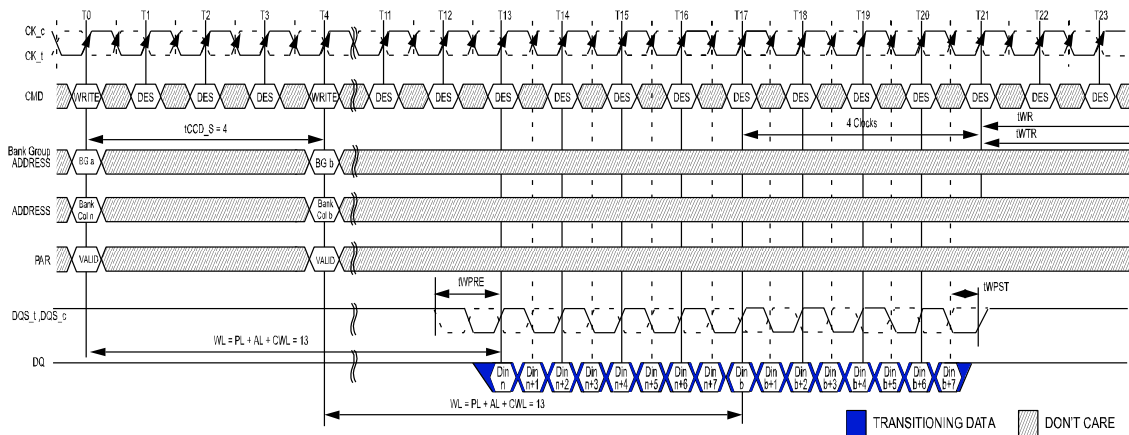 T0 T1 T2 T3 T4 T11 T12 T13 T14 T15 T16 T17 T18 T19 T20 T21 T22 T23
CK_c
CK_t
CMD WRITE DES DES DES WRITE DES DES DES DES DES DES DES DES DES DES DES DES
tCCD_S = 4
4 Clocks
tWR
tWTR
Bank Group
ADDRESS
BG a
BG b
ADDRESS
Bank
Col n
Bank
Col b
PAR
VALID
VALID
tWPRE
tWPST
DQS_t ,DQS_c
WL = PL + AL + CWL = 13
DQ
Din n
Din n+1
Din n+2
Din n+3
Din n+4
Din n+5
Din n+6
Din n+7
Din b
Din b+1
Din b+2
Din b+3
Din b+4
Din b+5
Din b+6
Din b+7
WL = PL + AL + CWL = 13
TRANSITIONING DATA
DON'T CARE